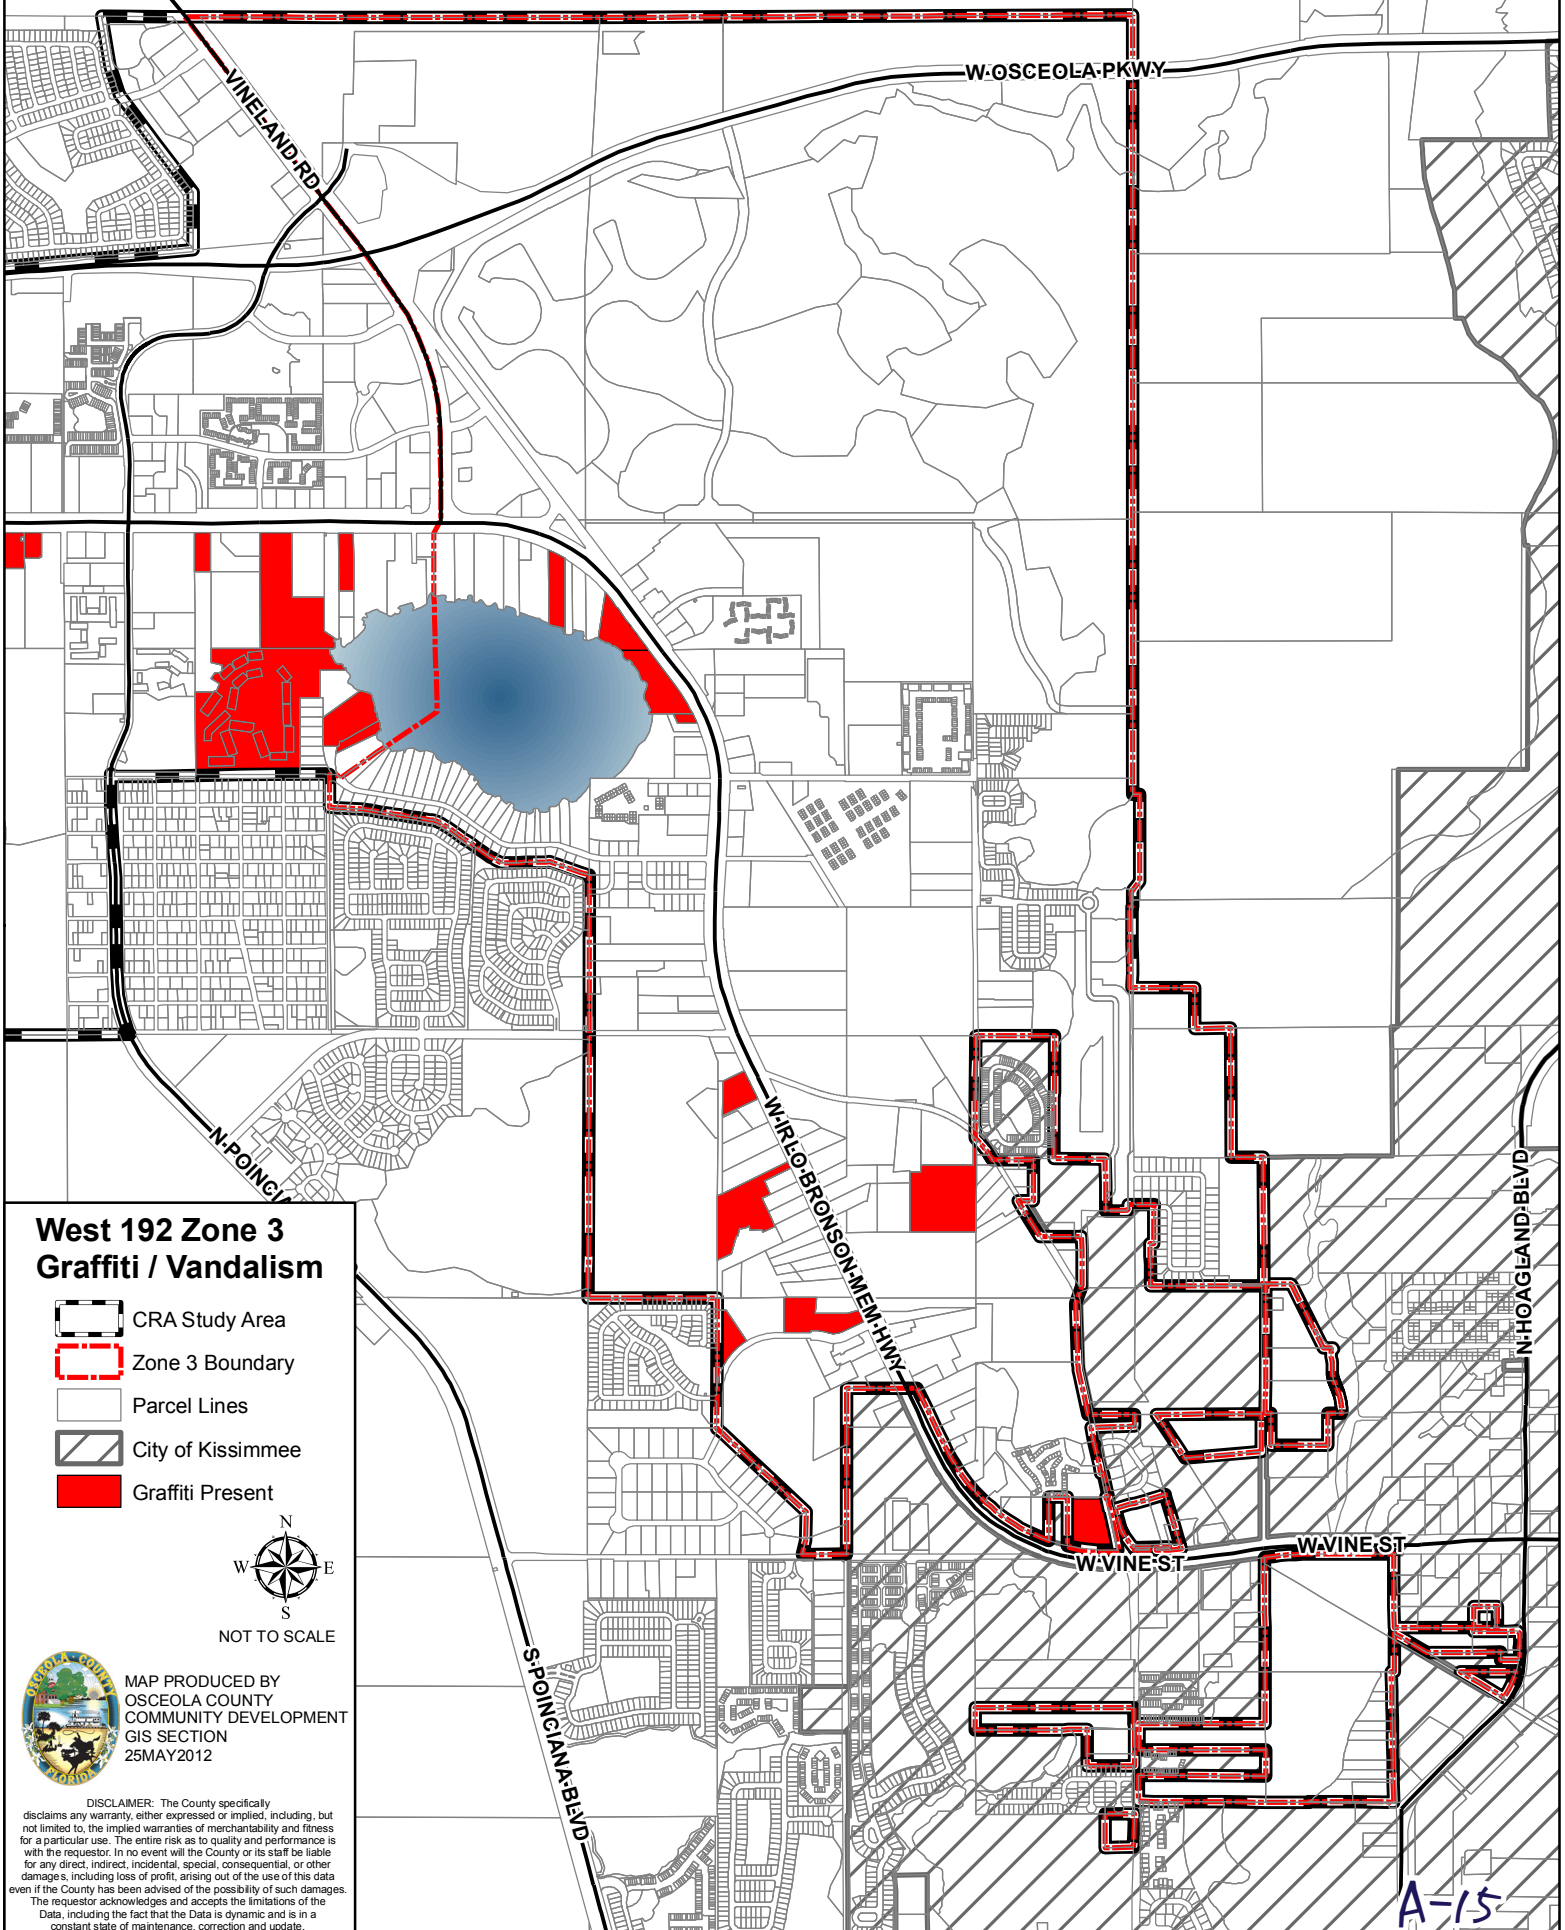 W OSCEOLA PKWY
VINELAND RD
N POINCIA
W IRLO BRONSON MEM HWY
N HOAGLAND BLVD
W VINE ST
W VINE ST
S POINCIANA BLVD
West 192 Zone 3
Graffiti / Vandalism
CRA Study Area
Zone 3 Boundary
Parcel Lines
City of Kissimmee
Graffiti Present
N
W E
S
NOT TO SCALE
OSCEOLA COUNTY
FLORIDA
MAP PRODUCED BY
OSCEOLA COUNTY
COMMUNITY DEVELOPMENT
GIS SECTION
25MAY2012
DISCLAIMER: The County specifically
disclaims any warranty, either expressed or implied, including, but
not limited to, the implied warranties of merchantability and fitness
for a particular use. The entire risk as to quality and performance is
with the requestor. In no event will the County or its staff be liable
for any direct, indirect, incidental, special, consequential, or other
damages, including loss of profit, arising out of the use of this data
even if the County has been advised of the possibility of such damages.
The requestor acknowledges and accepts the limitations of the
Data, including the fact that the Data is dynamic and is in a
constant state of maintenance, correction and update.
A-15